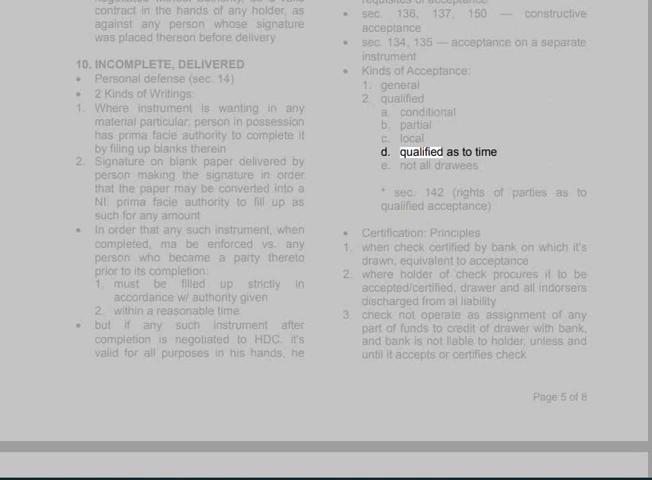 negotiated without authority, as a valid
contract in the hands of any holder, as
against any person whose signature
was placed thereon before delivery
10. INCOMPLETE, DELIVERED
• Personal defense (sec. 14)
• 2 Kinds of Writings:
1. Where instrument is wanting in any
material particular: person in possession
has prima facie authority to complete it
by filing up blanks therein
2. Signature on blank paper delivered by
person making the signature in order
that the paper may be converted into a
NI: prima facie authority to fill up as
such for any amount
• In order that any such instrument, when
completed, ma be enforced vs. any
person who became a party thereto
prior to its completion:
1. must be filled up strictly in
accordance w/ authority given
2. within a reasonable time
• but if any such instrument after
completion is negotiated to HDC, it's
valid for all purposes in his hands, he
requisites of acceptance
• sec. 136, 137, 150 — constructive
acceptance
• sec. 134, 135 — acceptance on a separate
instrument
• Kinds of Acceptance:
1. general
2. qualified
a. conditional
b. partial
c. local
d. qualified as to time
e. not all drawees
* sec. 142 (rights of parties as to
qualified acceptance)
• Certification: Principles
1. when check certified by bank on which it's
drawn, equivalent to acceptance
2. where holder of check procures it to be
accepted/certified, drawer and all indorsers
discharged from al liability
3. check not operate as assignment of any
part of funds to credit of drawer with bank,
and bank is not liable to holder, unless and
until it accepts or certifies check
Page 5 of 8